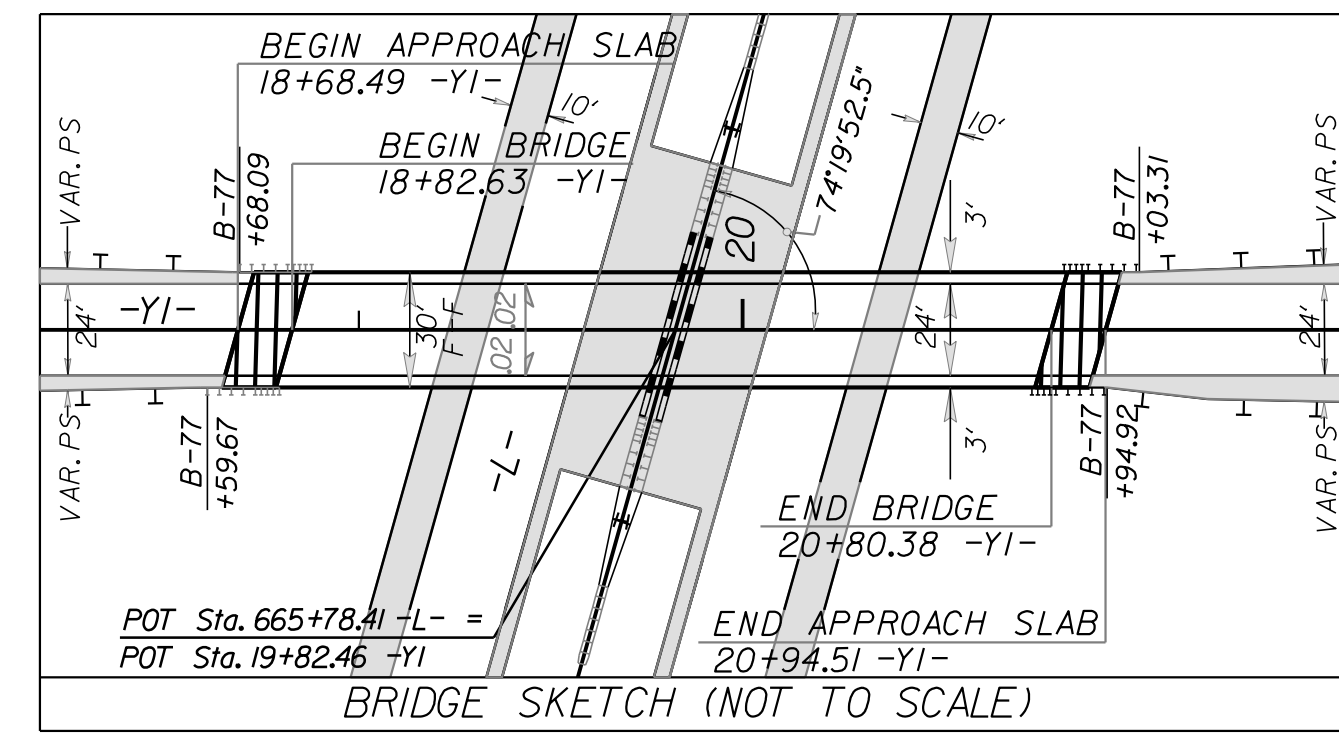 BEGIN APPROACH SLAB
18+68.49 -Y1-
10'
BEGIN BRIDGE
18+82.63 -Y1-
74°19'52.5"
10'
VAR.PS
B-77
+68.09
20
3'
B-77
+03.31
VAR.PS
24'
-Y1-
30'
F-F
.02
.02
24'
24'
VAR.PS
B-77
+59.67
-L-
3'
B-77
+94.92
VAR.PS
END BRIDGE
20+80.38 -Y1-
POT Sta. 665+78.41 -L- =
POT Sta. 19+82.46 -Y1
END APPROACH SLAB
20+94.51 -Y1-
BRIDGE SKETCH (NOT TO SCALE)